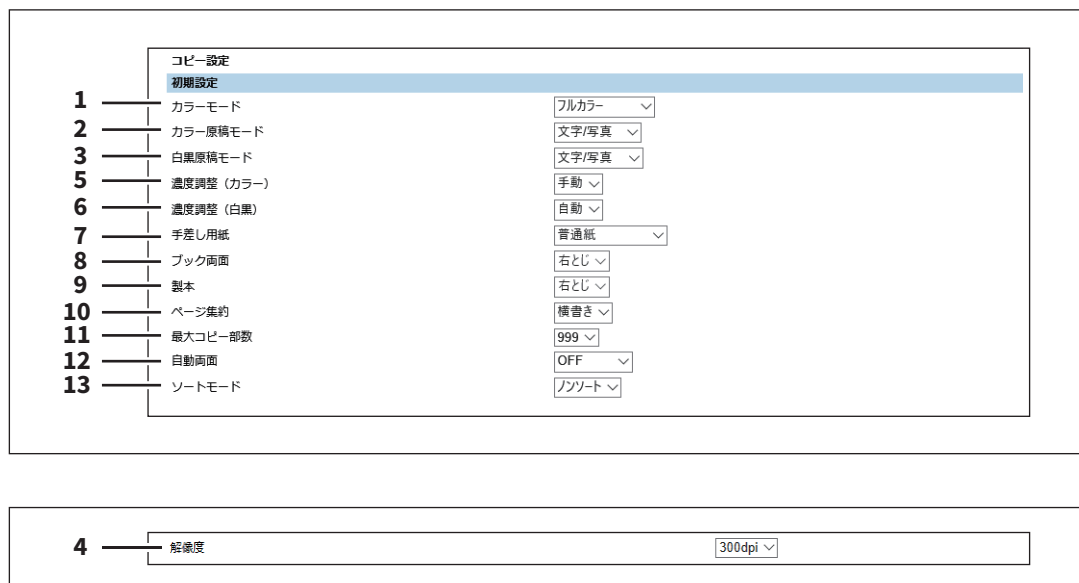 コピー設定
初期設定
1 カラーモード フルカラー
2 カラー原稿モード 文字/写真
3 白黒原稿モード 文字/写真
5 濃度調整（カラー） 手動
6 濃度調整（白黒） 自動
7 手差し用紙 普通紙
8 ブック両面 右とじ
9 製本 右とじ
10 ページ集約 横書き
11 最大コピー部数 999
12 自動両面 OFF
13 ソートモード ノンソート
4 解像度 300dpi